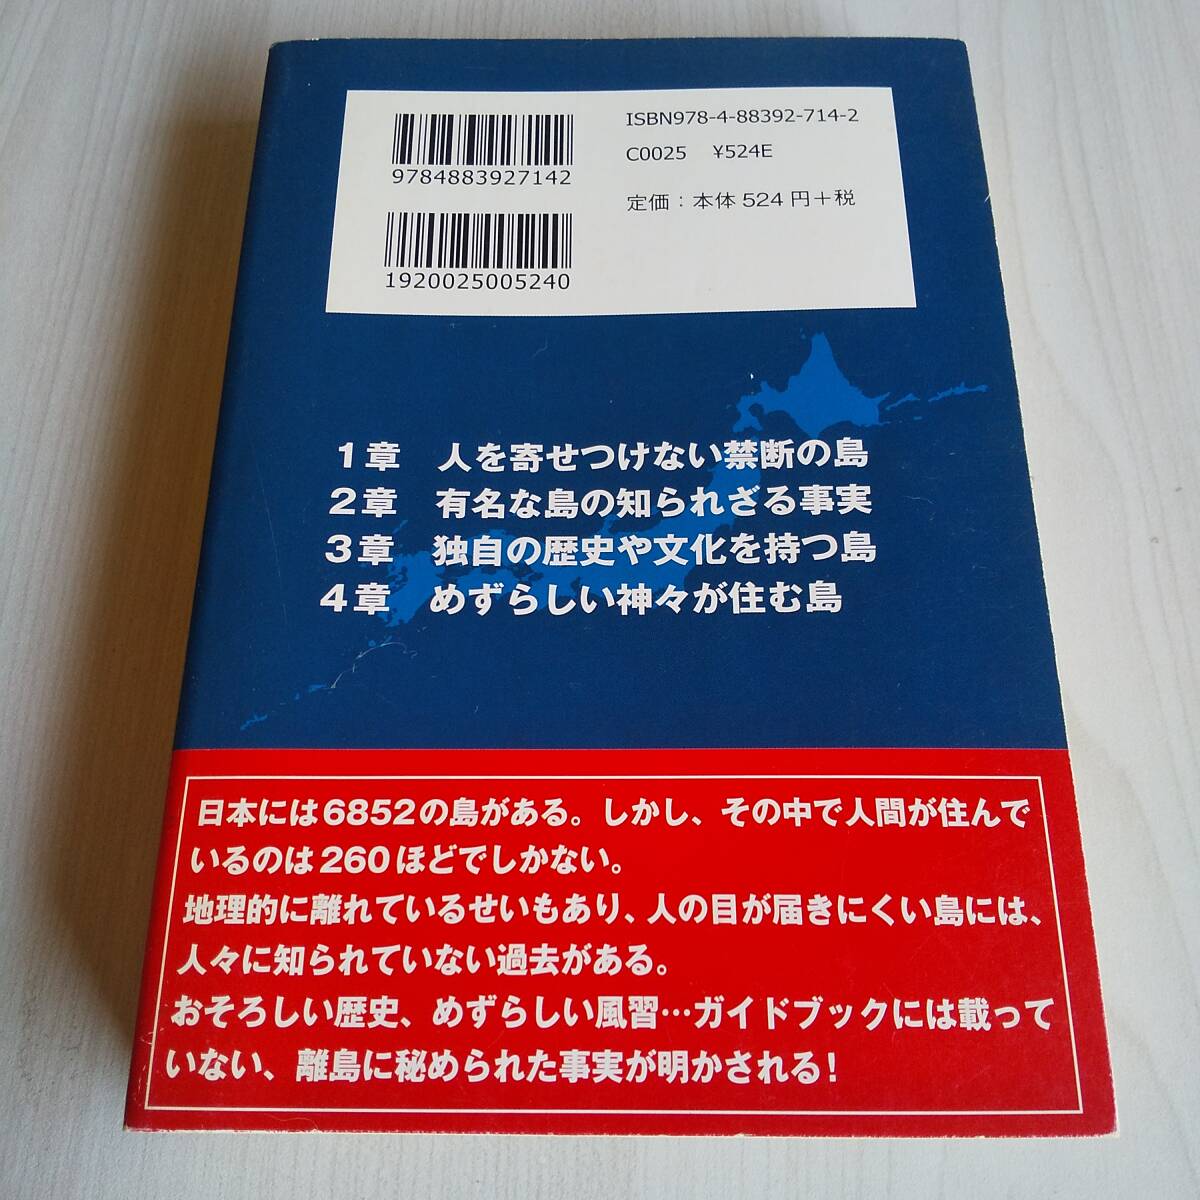 ISBN978-4-88392-714-2
C0025 ¥524E
定価：本体524円＋税
9784883927142
1920025005240
1章 人を寄せつけない禁断の島
2章 有名な島の知られざる事実
3章 独自の歴史や文化を持つ島
4章 めずらしい神々が住む島
日本には6852の島がある。しかし、その中で人間が住んで
いるのは260ほどでしかない。
地理的に離れているせいもあり、人の目が届きにくい島には、
人々に知られていない過去がある。
おそろしい歴史、めずらしい風習…ガイドブックには載って
いない、離島に秘められた事実が明かされる！